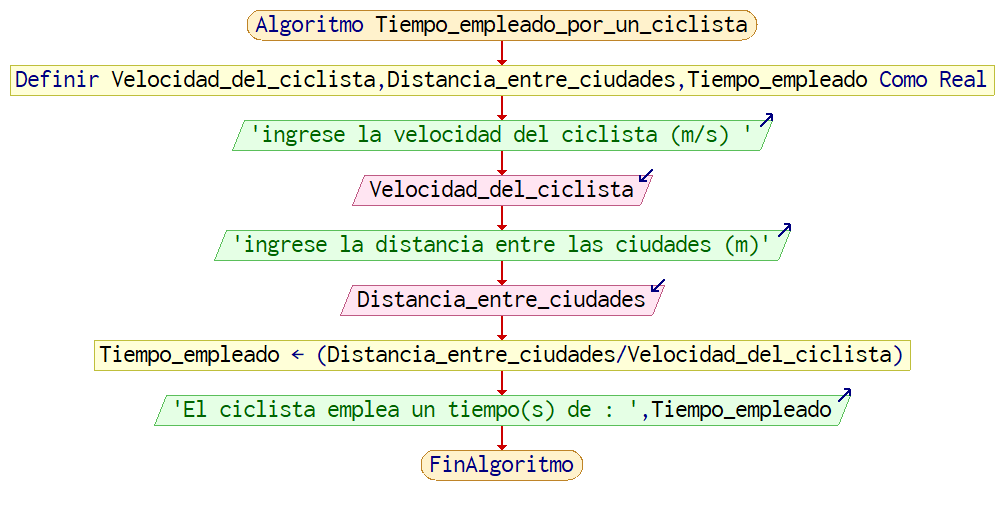 Algoritmo Tiempo_empleado_por_un_ciclista
Definir Velocidad_del_ciclista,Distancia_entre_ciudades,Tiempo_empleado Como Real
'ingrese la velocidad del ciclista (m/s) '
Velocidad_del_ciclista
'ingrese la distancia entre las ciudades (m)'
Distancia_entre_ciudades
Tiempo_empleado ← (Distancia_entre_ciudades/Velocidad_del_ciclista)
'El ciclista emplea un tiempo(s) de : ',Tiempo_empleado
FinAlgoritmo